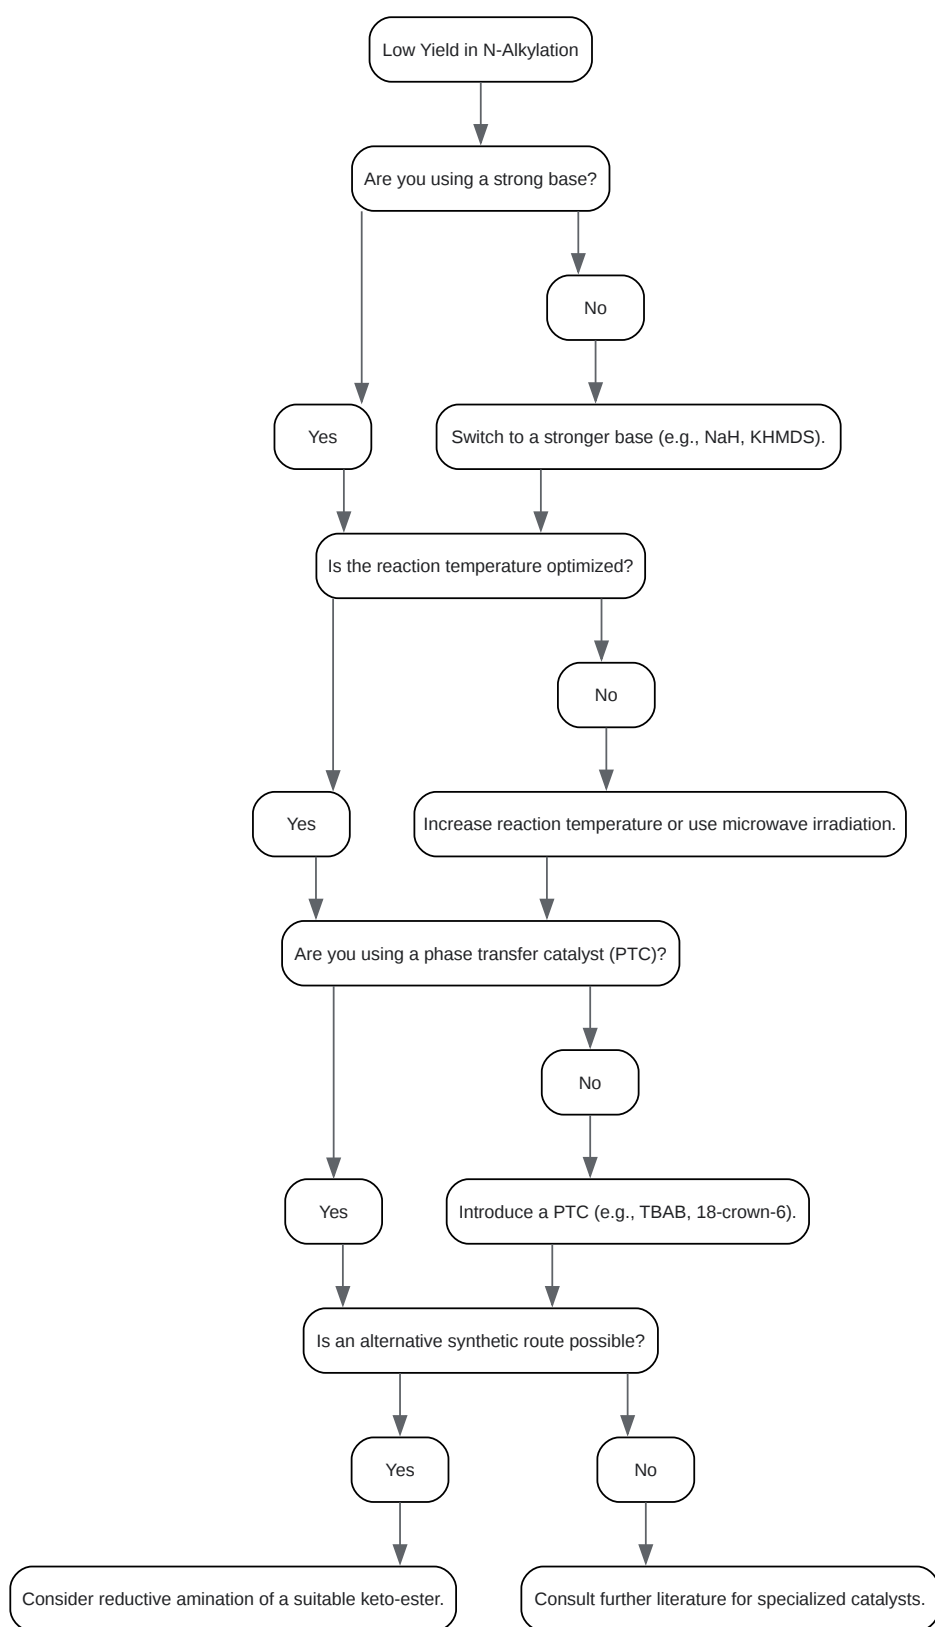 Low Yield in N-Alkylation
Are you using a strong base?
No
Yes
Switch to a stronger base (e.g., NaH, KHMDS).
Is the reaction temperature optimized?
No
Yes
Increase reaction temperature or use microwave irradiation.
Are you using a phase transfer catalyst (PTC)?
No
Yes
Introduce a PTC (e.g., TBAB, 18-crown-6).
Is an alternative synthetic route possible?
Yes
No
Consider reductive amination of a suitable keto-ester.
Consult further literature for specialized catalysts.